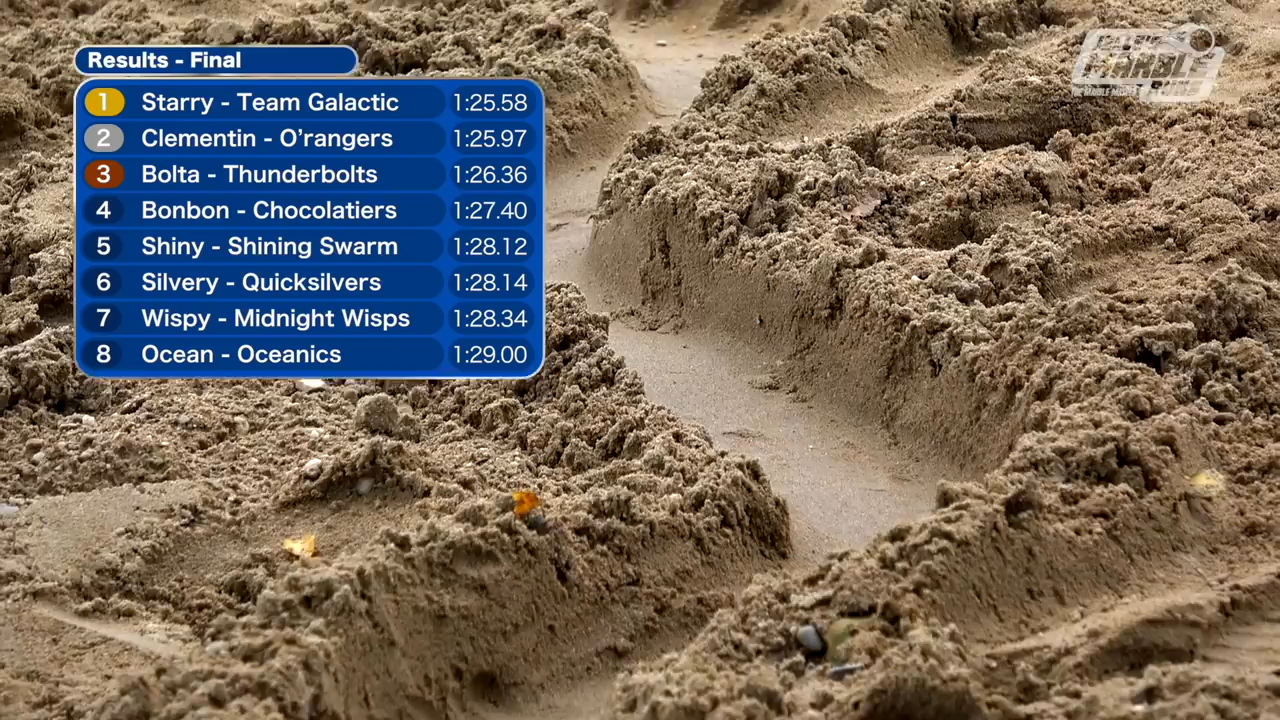 Results - Final
1 Starry - Team Galactic 1:25.58
2 Clementin - O’rangers 1:25.97
3 Bolta - Thunderbolts 1:26.36
4 Bonbon - Chocolatiers 1:27.40
5 Shiny - Shining Swarm 1:28.12
6 Silvery - Quicksilvers 1:28.14
7 Wispy - Midnight Wisps 1:28.34
8 Ocean - Oceanics 1:29.00
MARBLE